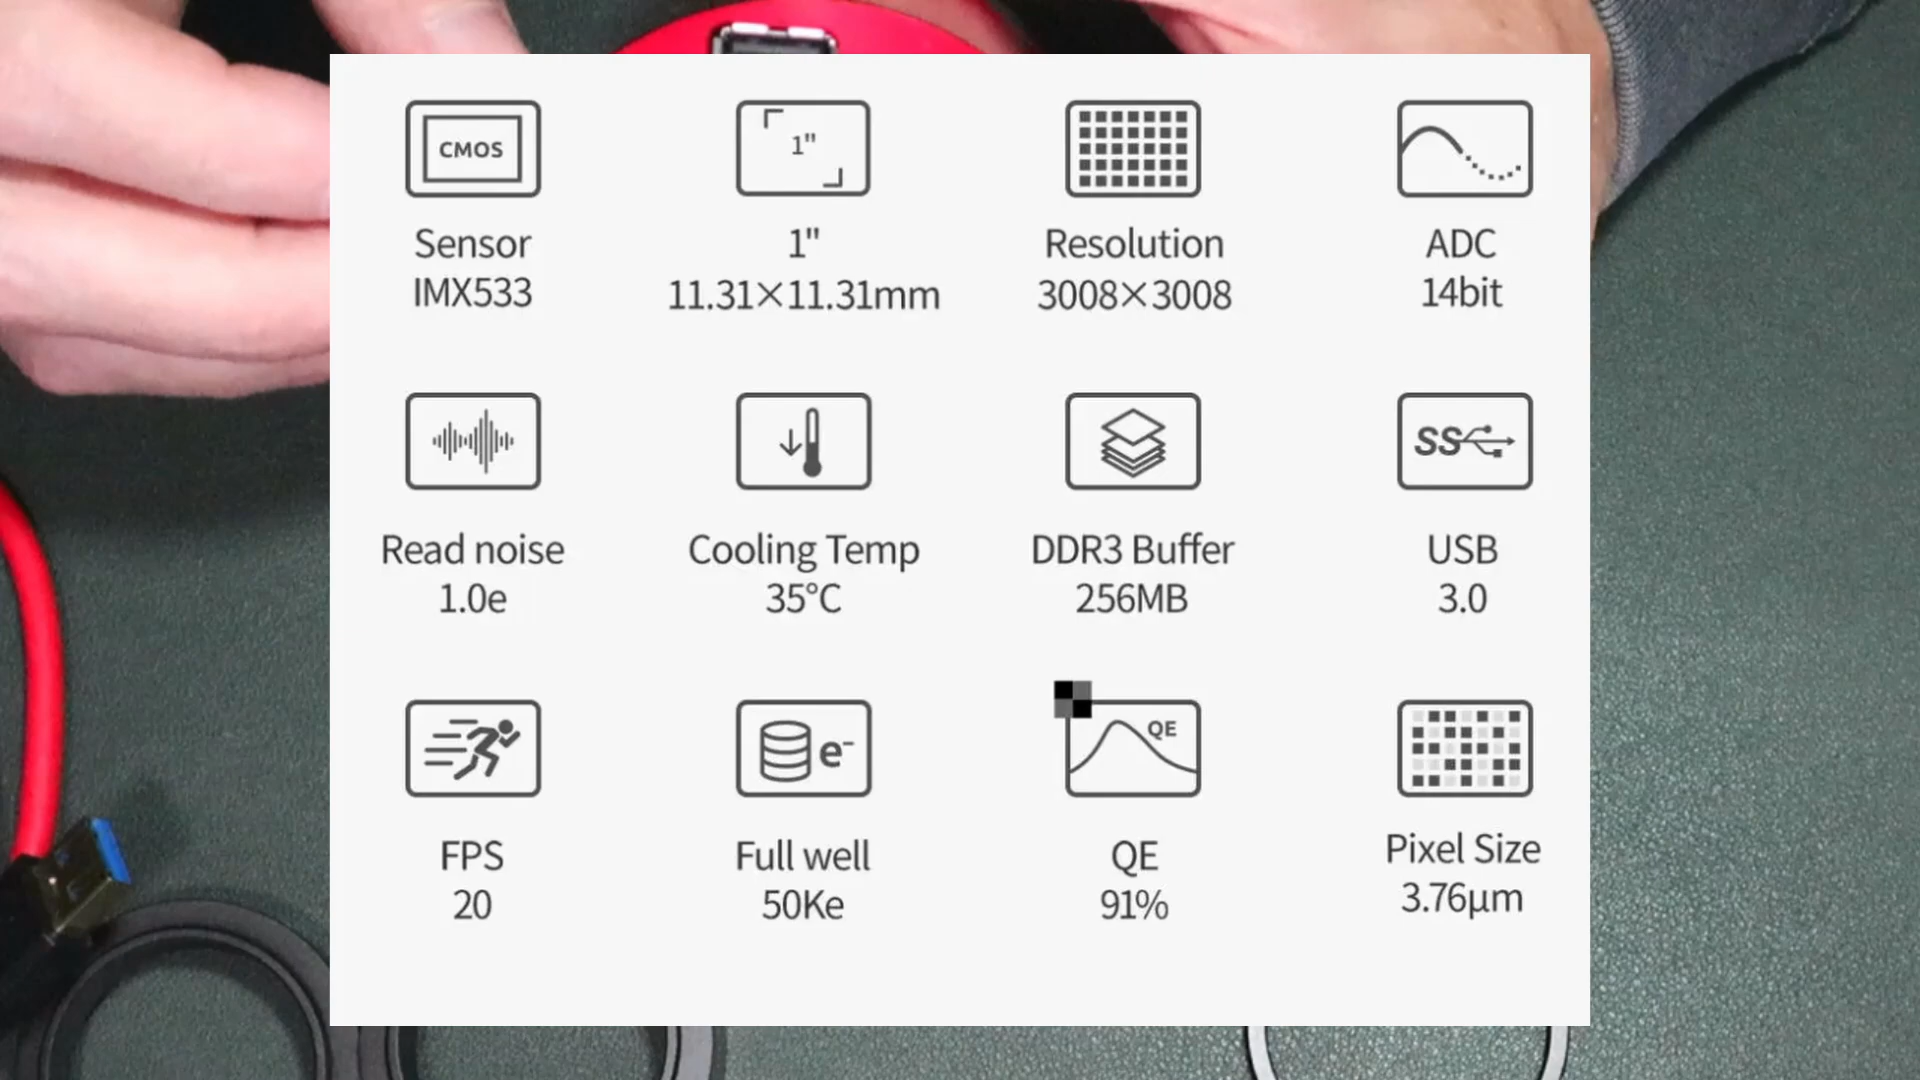 CMOS
1"
Sensor
IMX533
1"
11.31×11.31mm
Resolution
3008×3008
ADC
14bit
SS
Read noise
1.0e
Cooling Temp
35°C
DDR3 Buffer
256MB
USB
3.0
e-
QE
FPS
20
Full well
50Ke
QE
91%
Pixel Size
3.76µm